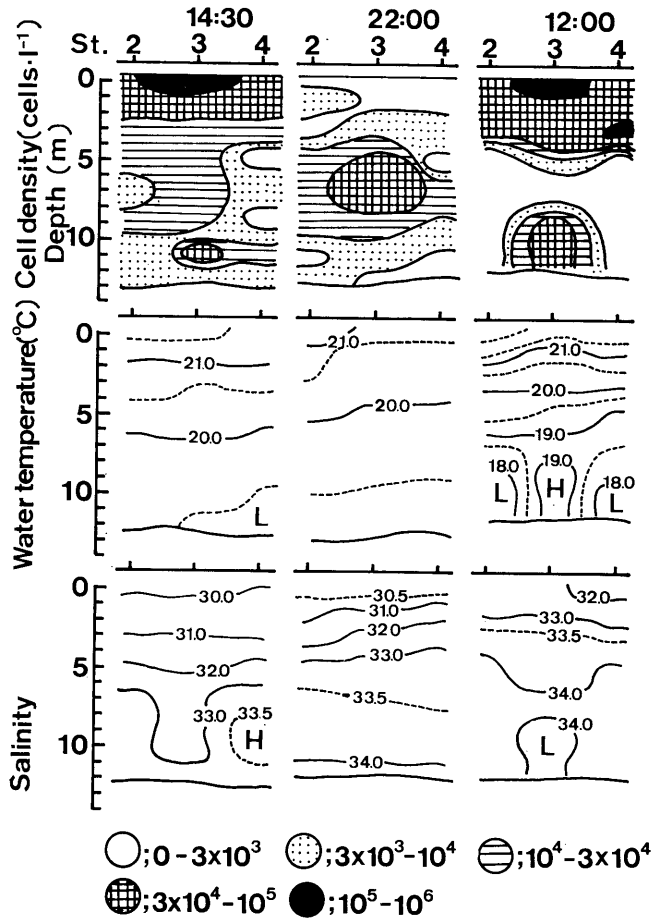 14:30 22:00 12:00
St. 2 3 4 2 3 4 2 3 4
Cell density (cells·l⁻¹)
Depth (m)
0
5
10
Water temperature (°C)
0
5
10
21.0
20.0
L
21.0
20.0
21.0
20.0
19.0
18.0 19.0 18.0
L H L
Salinity
0
5
10
30.0
31.0
32.0
33.0 33.5
H
30.5
31.0
32.0
33.0
33.5
34.0
32.0
33.0
33.5
34.0
34.0
L
;0-3x10³ ;3x10³-10⁴ ;10⁴-3x10⁴
;3x10⁴-10⁵ ;10⁵-10⁶